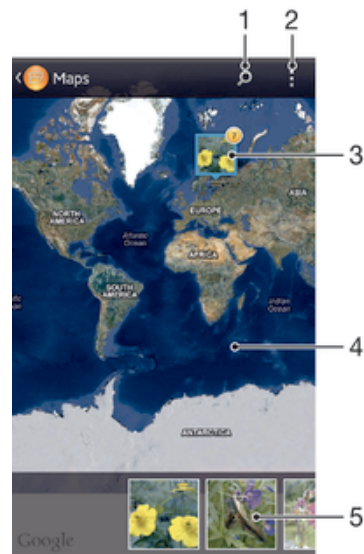 1 2
Maps
7
3
ASIA
NORTH AMERICA
EUROPE
Atlantic Ocean
AFRICA
SOUTH AMERICA
Indian Ocean
4
ANTARCTICA
5
Google